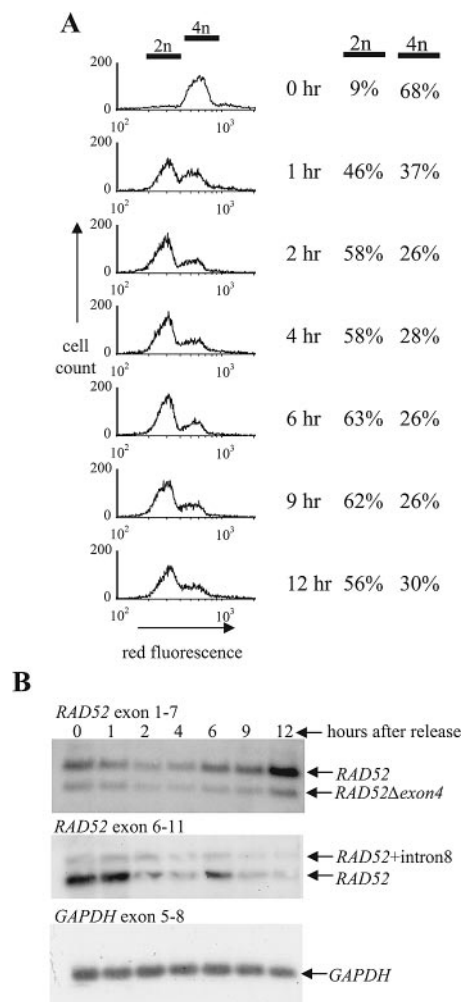 A
2n 4n 2n 4n
200
0
10² 10³
0 hr 9% 68%
200
0
10² 10³
1 hr 46% 37%
200
0
10² 10³
2 hr 58% 26%
200
0
10² 10³
4 hr 58% 28%
cell
count
200
0
10² 10³
6 hr 63% 26%
200
0
10² 10³
9 hr 62% 26%
200
0
10² 10³
12 hr 56% 30%
red fluorescence
B
RAD52 exon 1-7
0 1 2 4 6 9 12 hours after release
RAD52
RAD52Δexon4
RAD52 exon 6-11
RAD52+intron8
RAD52
GAPDH exon 5-8
GAPDH